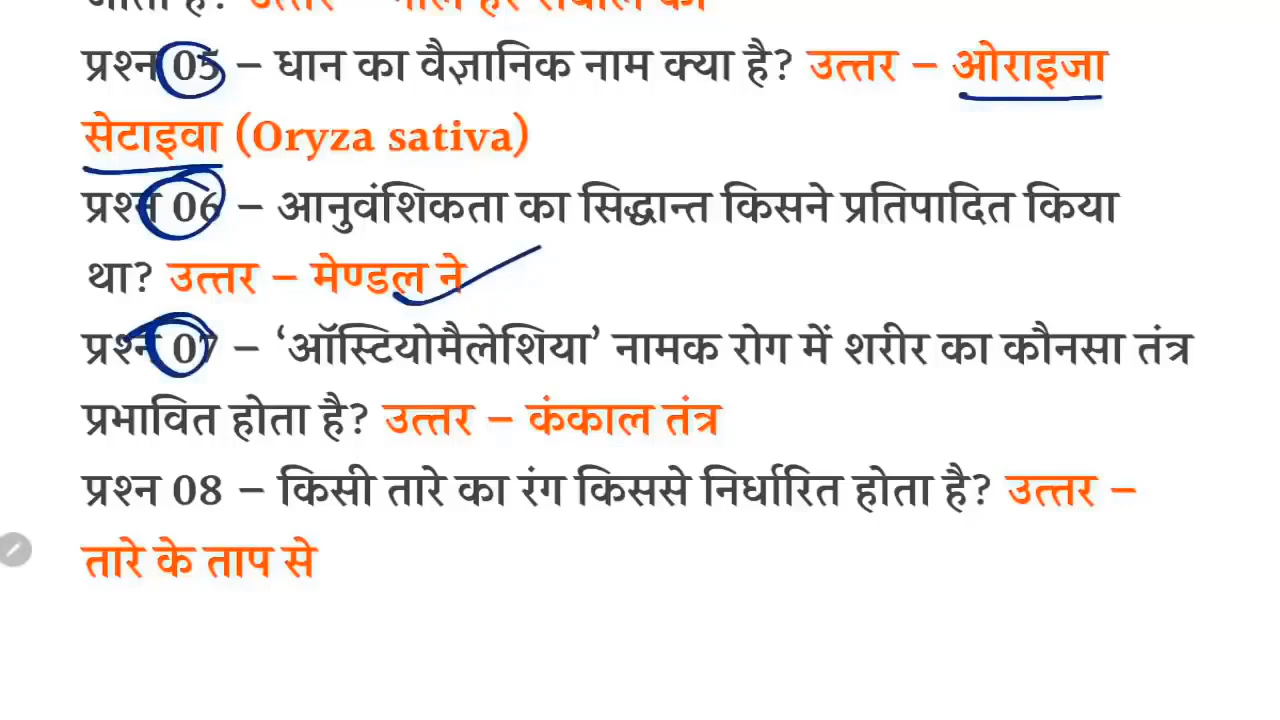 प्रश्न 05 – धान का वैज्ञानिक नाम क्या है? उत्तर – ओराइजा
सेटाइवा (Oryza sativa)
प्रश्न 06 – आनुवंशिकता का सिद्धान्त किसने प्रतिपादित किया
था? उत्तर – मेण्डल ने
प्रश्न 07 – ‘ऑस्टियोमैलेशिया’ नामक रोग में शरीर का कौनसा तंत्र
प्रभावित होता है? उत्तर – कंकाल तंत्र
प्रश्न 08 – किसी तारे का रंग किससे निर्धारित होता है? उत्तर –
तारे के ताप से